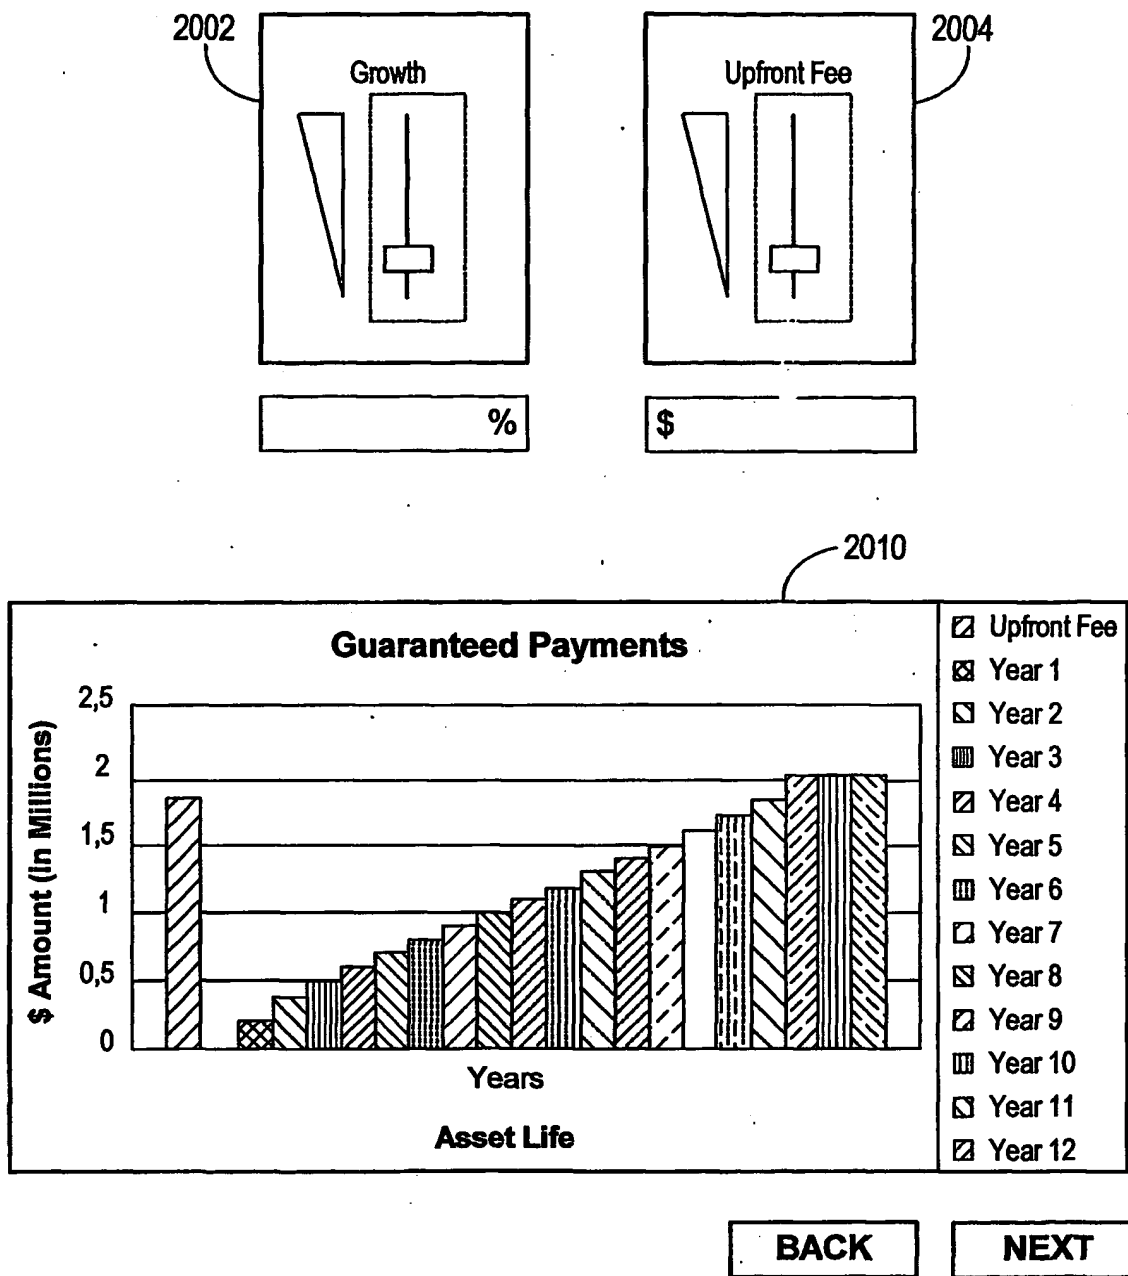 2002
2004
Growth
Upfront Fee
%
$
2010
Guaranteed Payments
$ Amount (In Millions)
2,5
2
1,5
1
0,5
0
Years
Asset Life
Upfront Fee
Year 1
Year 2
Year 3
Year 4
Year 5
Year 6
Year 7
Year 8
Year 9
Year 10
Year 11
Year 12
BACK
NEXT